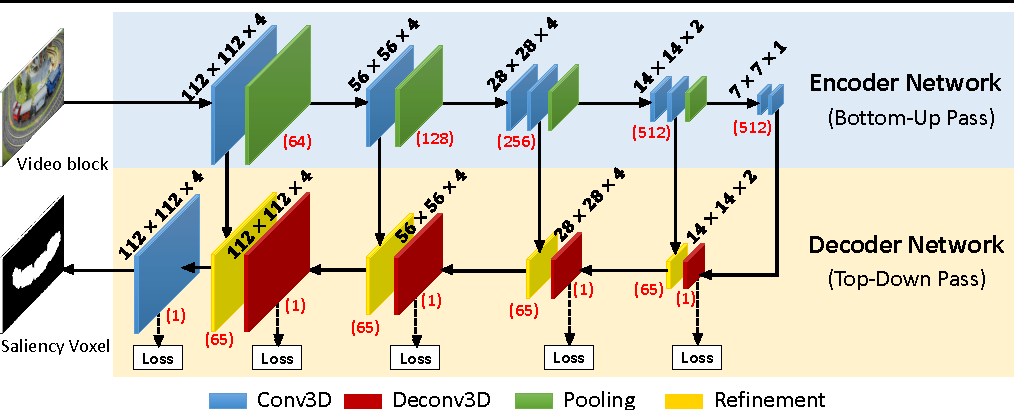 112 × 112 × 4
56 × 56 × 4
28 × 28 × 4
14 × 14 × 2
7 × 7 × 1
Encoder Network
(Bottom-Up Pass)
(64)
(128)
(256)
(512)
(512)
Video block
112 × 112 × 4
112 × 112 × 4
56 × 56 × 4
28 × 28 × 4
14 × 14 × 2
Decoder Network
(Top-Down Pass)
(1)
(65)
(1)
(65)
(1)
(65)
(1)
(65)
(1)
Saliency Voxel
Loss
Loss
Loss
Loss
Loss
Conv3D
Deconv3D
Pooling
Refinement